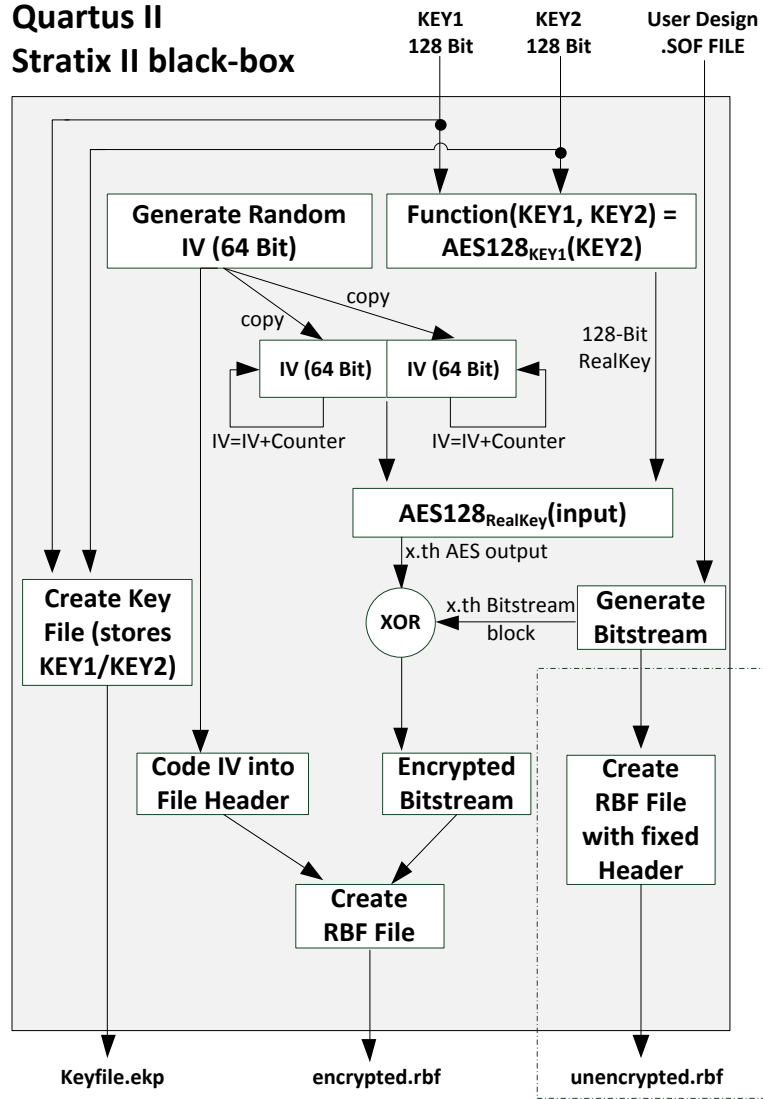 Quartus II
Stratix II black-box
KEY1
128 Bit
KEY2
128 Bit
User Design
.SOF FILE
Generate Random
IV (64 Bit)
Function(KEY1, KEY2) =
AES128KEY1(KEY2)
copy
copy
128-Bit
RealKey
IV (64 Bit)
IV (64 Bit)
IV=IV+Counter
IV=IV+Counter
AES128RealKey(input)
x.th AES output
Create Key
File (stores
KEY1/KEY2)
XOR
x.th Bitstream
block
Generate
Bitstream
Code IV into
File Header
Encrypted
Bitstream
Create
RBF File
with fixed
Header
Create
RBF File
Keyfile.ekp
encrypted.rbf
unencrypted.rbf